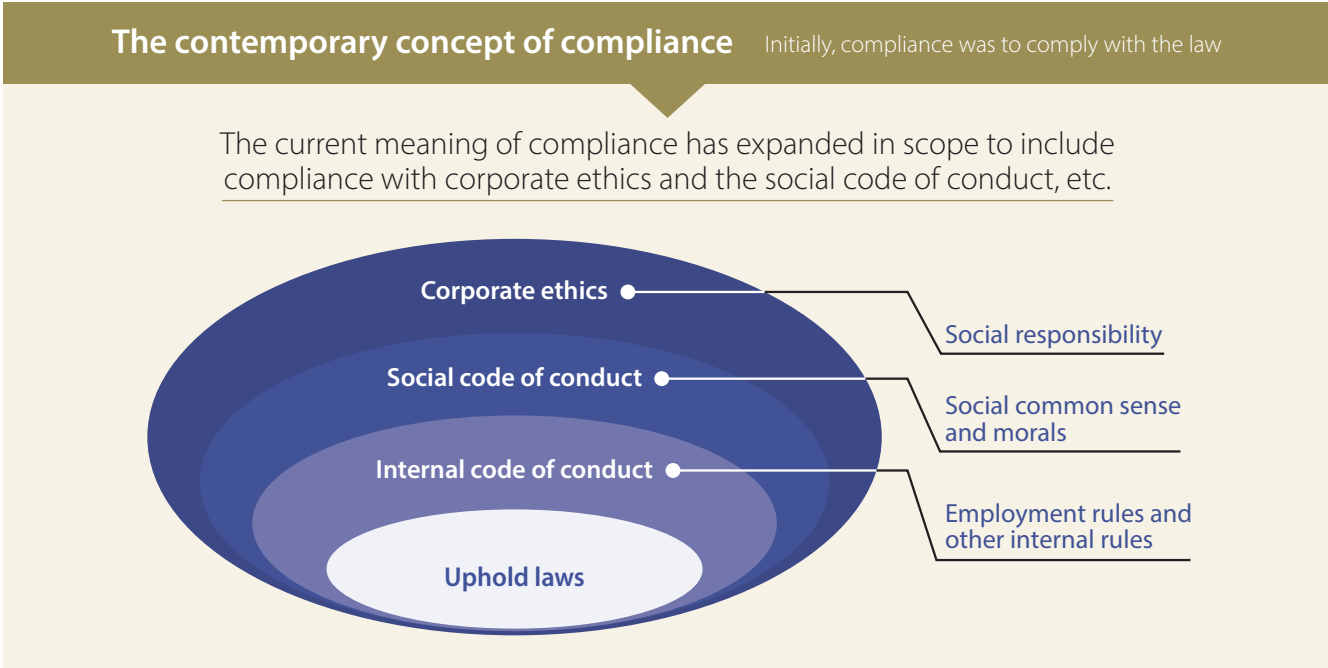 The contemporary concept of compliance Initially, compliance was to comply with the law
The current meaning of compliance has expanded in scope to include
compliance with corporate ethics and the social code of conduct, etc.
Corporate ethics
Social responsibility
Social code of conduct
Social common sense
and morals
Internal code of conduct
Employment rules and
other internal rules
Uphold laws